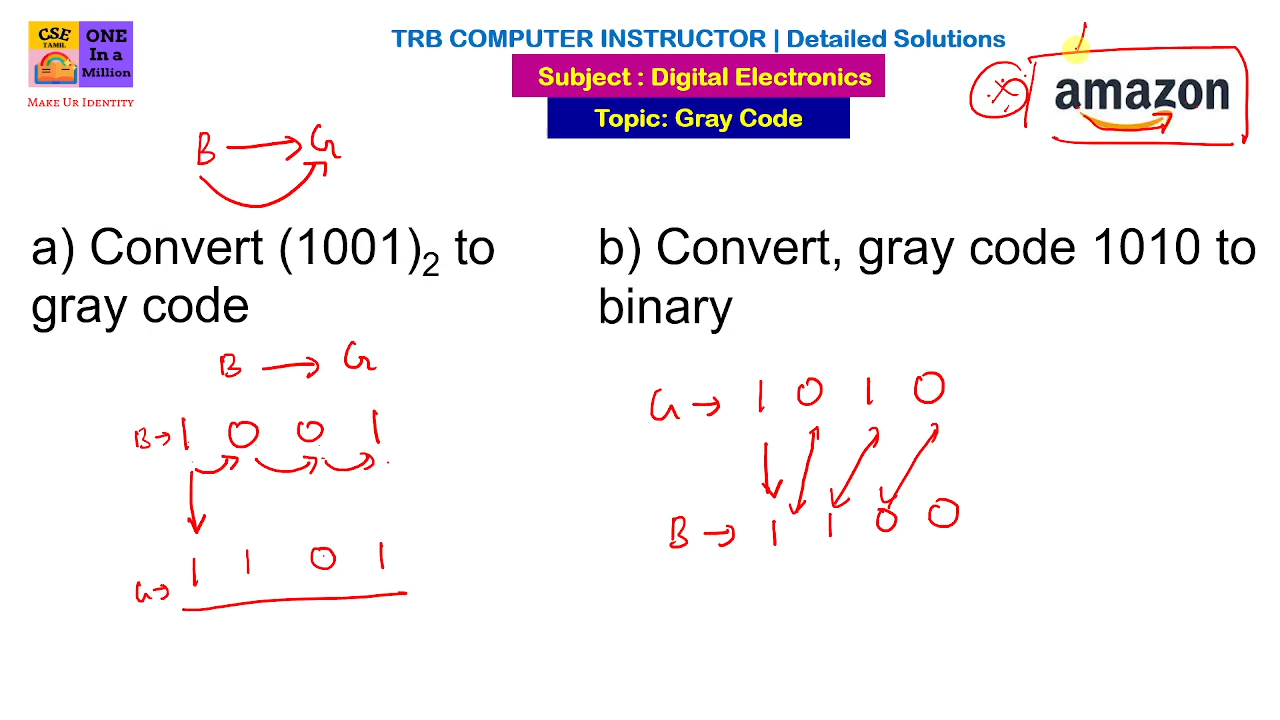 CSE
TAMIL
ONE
In a
Million
MAKE UR IDENTITY
TRB COMPUTER INSTRUCTOR | Detailed Solutions
Subject : Digital Electronics
Topic: Gray Code
amazon
B → G
a) Convert (1001)₂ to
gray code
B → G
B→ 1 0 0 1
G→ 1 1 0 1
b) Convert, gray code 1010 to
binary
G → 1 0 1 0
B → 1 1 0 0